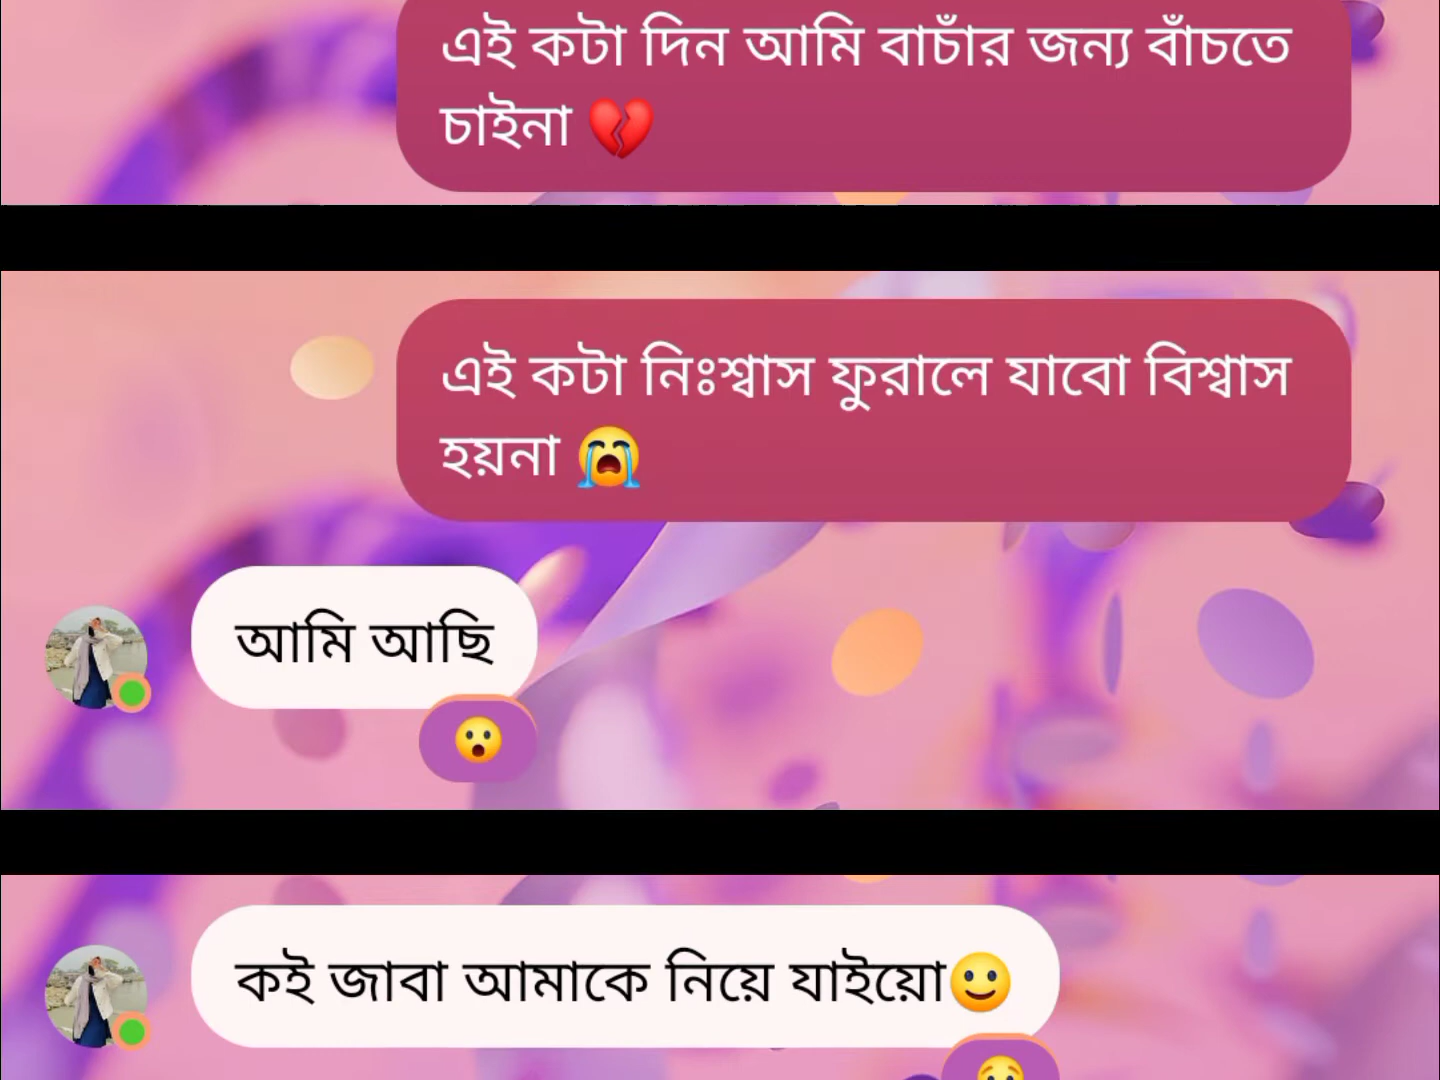 এই কটা দিন আমি বাচাঁর জন্য বাঁচতে
চাইনা 💔
এই কটা নিঃশ্বাস ফুরালে যাবো বিশ্বাস
হয়না 😭
আমি আছি
😮
কই জাবা আমাকে নিয়ে যাইয়ো🙂